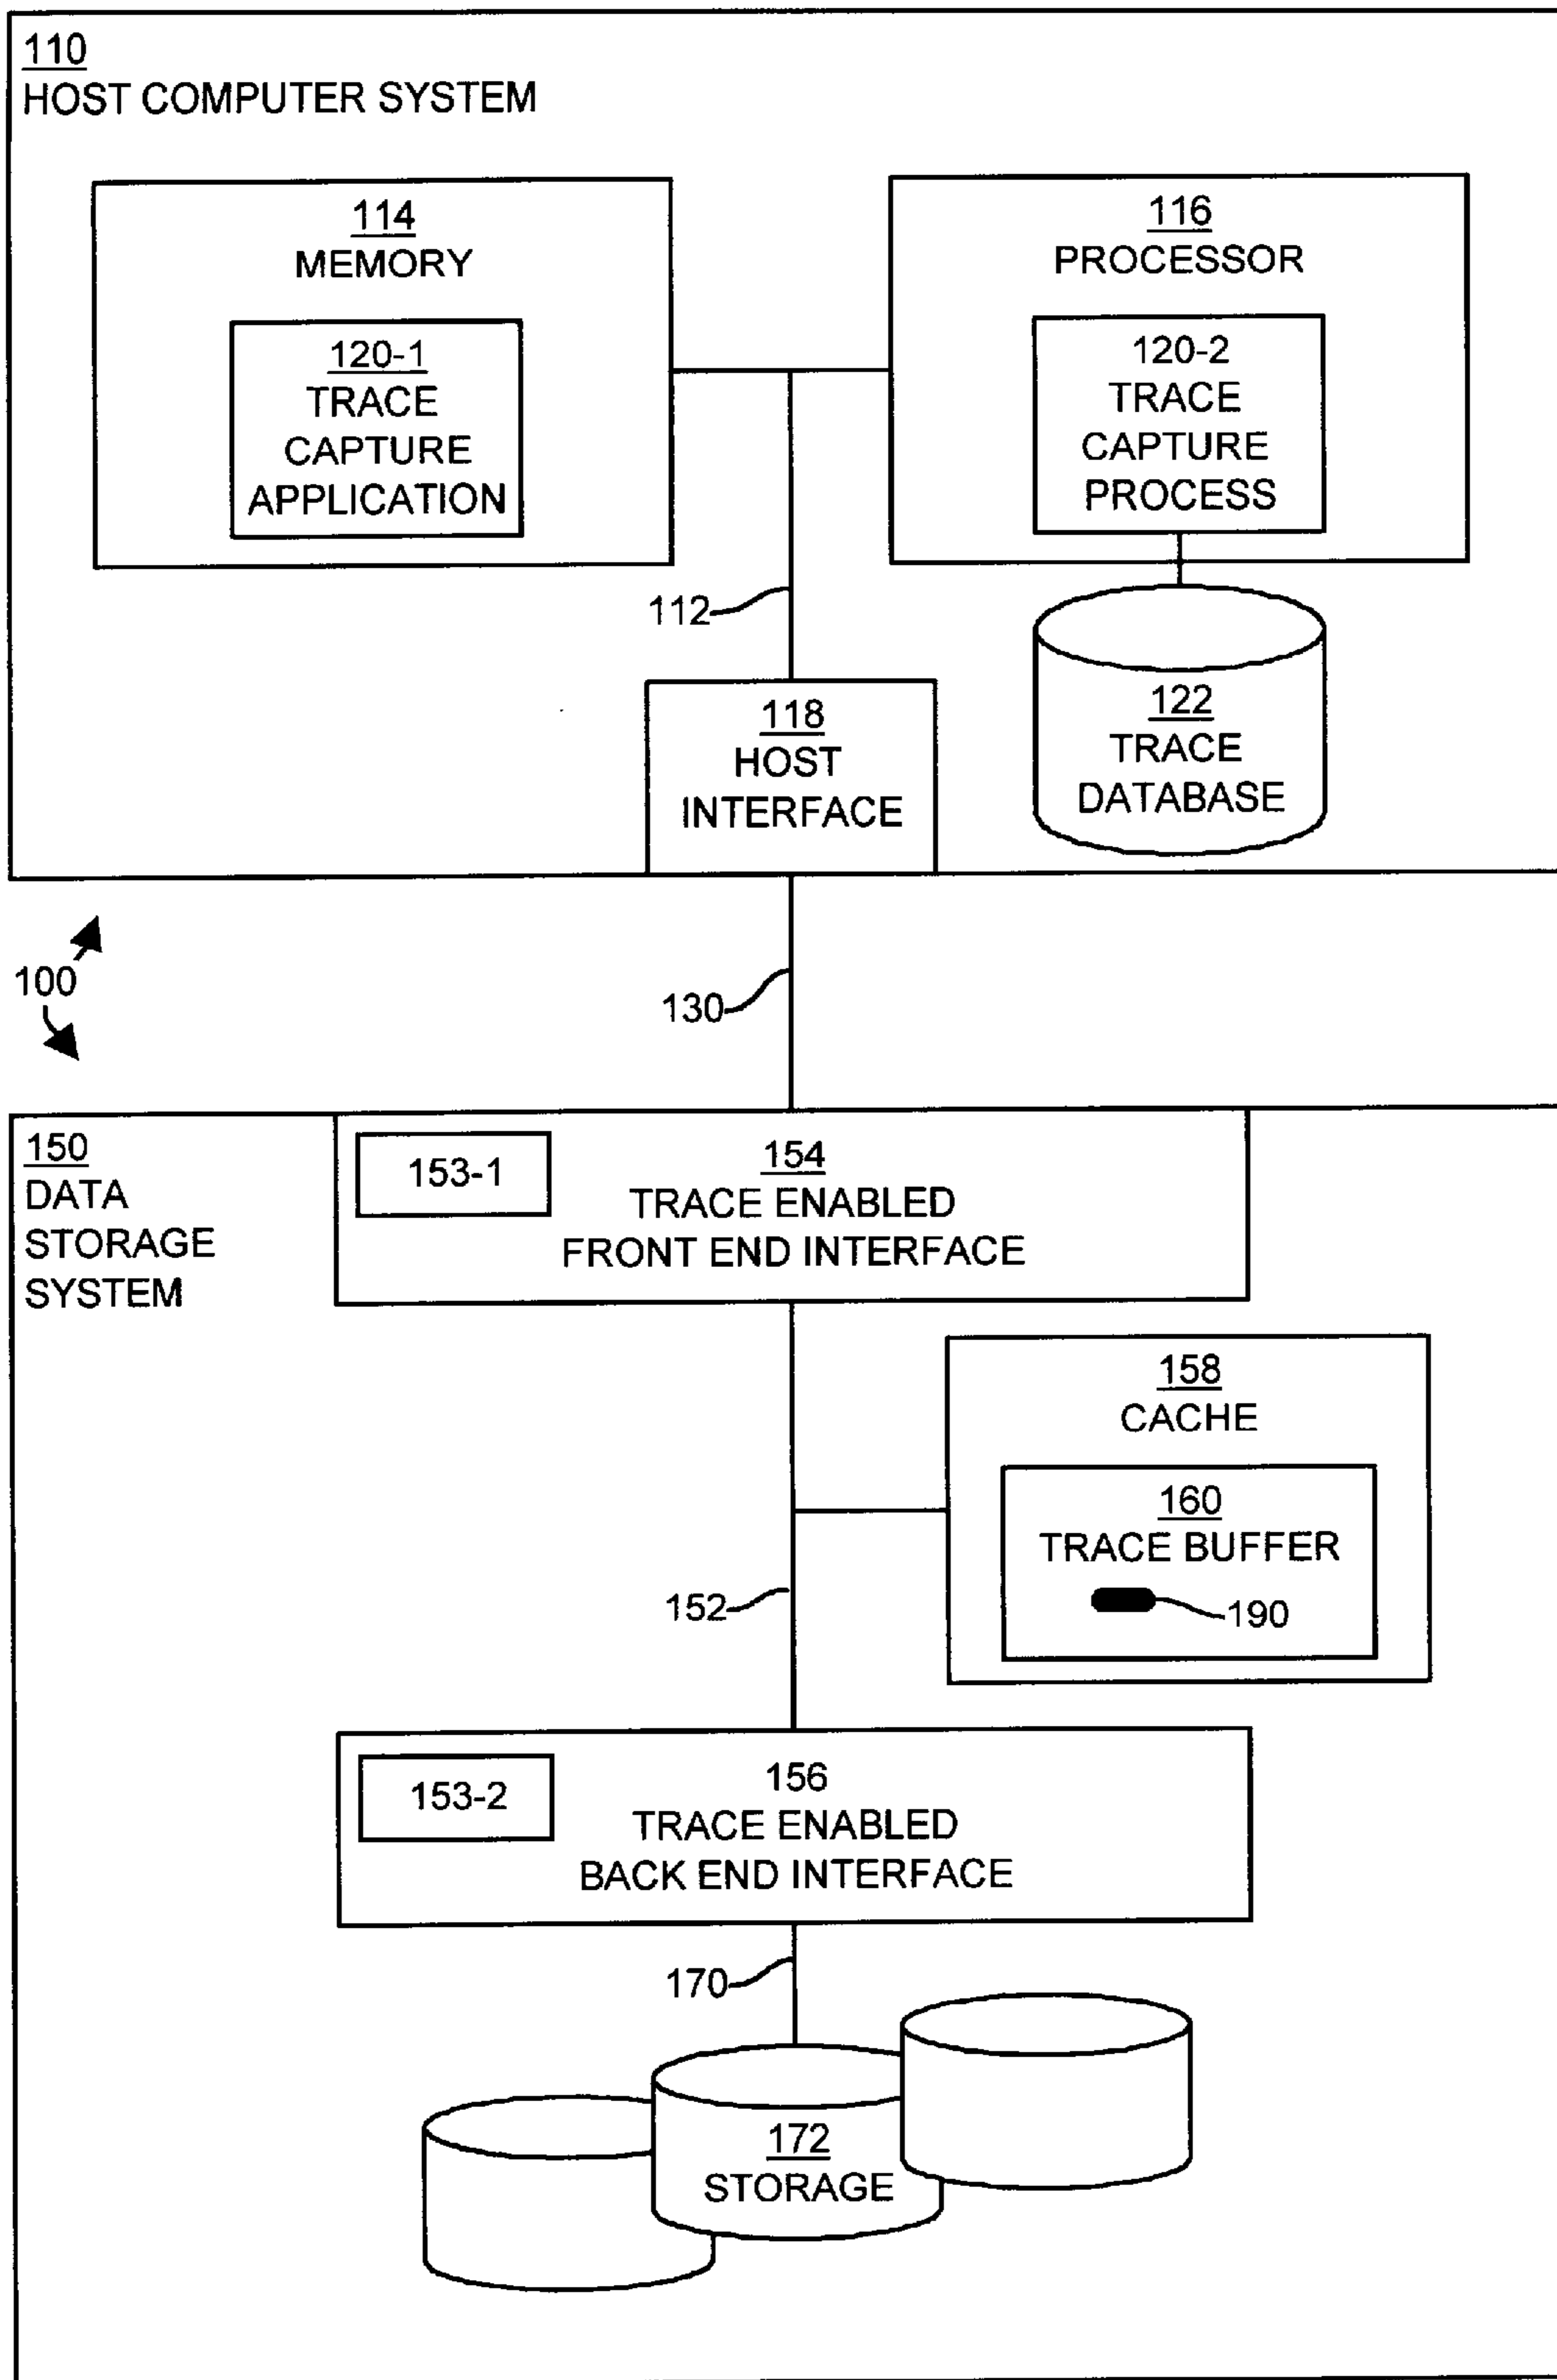 110
HOST COMPUTER SYSTEM
114
MEMORY
120-1
TRACE
CAPTURE
APPLICATION
116
PROCESSOR
120-2
TRACE
CAPTURE
PROCESS
112
118
HOST
INTERFACE
122
TRACE
DATABASE
100
130
150
DATA
STORAGE
SYSTEM
153-1
154
TRACE ENABLED
FRONT END INTERFACE
158
CACHE
160
TRACE BUFFER
190
152
153-2
156
TRACE ENABLED
BACK END INTERFACE
170
172
STORAGE